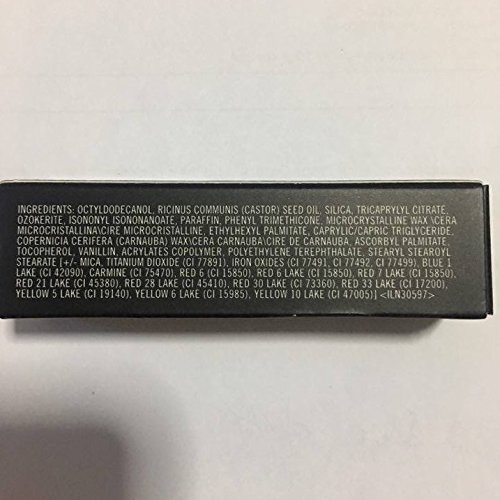 INGREDIENTS: OCTYLDODECANOL, RICINUS COMMUNIS (CASTOR) SEED OIL, SILICA, TRICAPRYLYL CITRATE,
OZOKERITE, ISONONYL ISONONANOATE, PARAFFIN, PHENYL TRIMETHICONE, MICROCRYSTALLINE WAX\CERA
MICROCRISTALLINA\CIRE MICROCRISTALLINE, ETHYLHEXYL PALMITATE, CAPRYLIC/CAPRIC TRIGLYCERIDE,
COPERNICIA CERIFERA (CARNAUBA) WAX\CERA CARNAUBA\CIRE DE CARNAUBA, ASCORBYL PALMITATE,
TOCOPHEROL, VANILLIN, ACRYLATES COPOLYMER, POLYETHYLENE TEREPHTHALATE, STEARYL STEAROYL
STEARATE [+/- MICA, TITANIUM DIOXIDE (CI 77891), IRON OXIDES (CI 77491, CI 77492, CI 77499), BLUE 1
LAKE (CI 42090), CARMINE (CI 75470), RED 6 (CI 15850), RED 6 LAKE (CI 15850), RED 7 LAKE (CI 15850),
RED 21 LAKE (CI 45380), RED 28 LAKE (CI 45410), RED 30 LAKE (CI 73360), RED 33 LAKE (CI 17200),
YELLOW 5 LAKE (CI 19140), YELLOW 6 LAKE (CI 15985), YELLOW 10 LAKE (CI 47005)] <ILN30597>